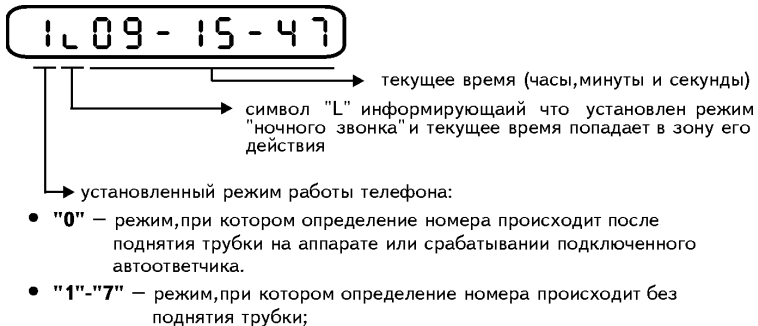 1L09-15-47
текущее время (часы,минуты и секунды)
символ "L" информирующаий что установлен режим
"ночного звонка" и текущее время попадает в зону его
действия
установленный режим работы телефона:
• "0" – режим,при котором определение номера происходит после
поднятия трубки на аппарате или срабатывании подключенного
автоответчика.
• "1"-"7" – режим,при котором определение номера происходит без
поднятия трубки;